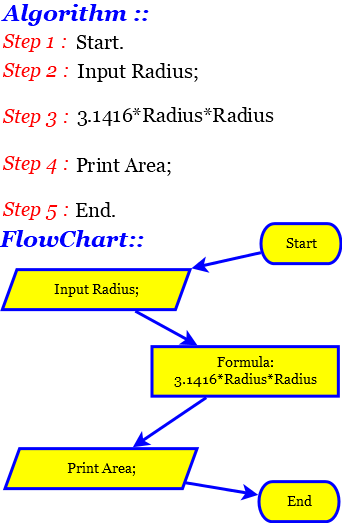 Algorithm ::
Step 1 : Start.
Step 2 : Input Radius;
Step 3 : 3.1416*Radius*Radius
Step 4 : Print Area;
Step 5 : End.
FlowChart::
Start
Input Radius;
Formula:
3.1416*Radius*Radius
Print Area;
End